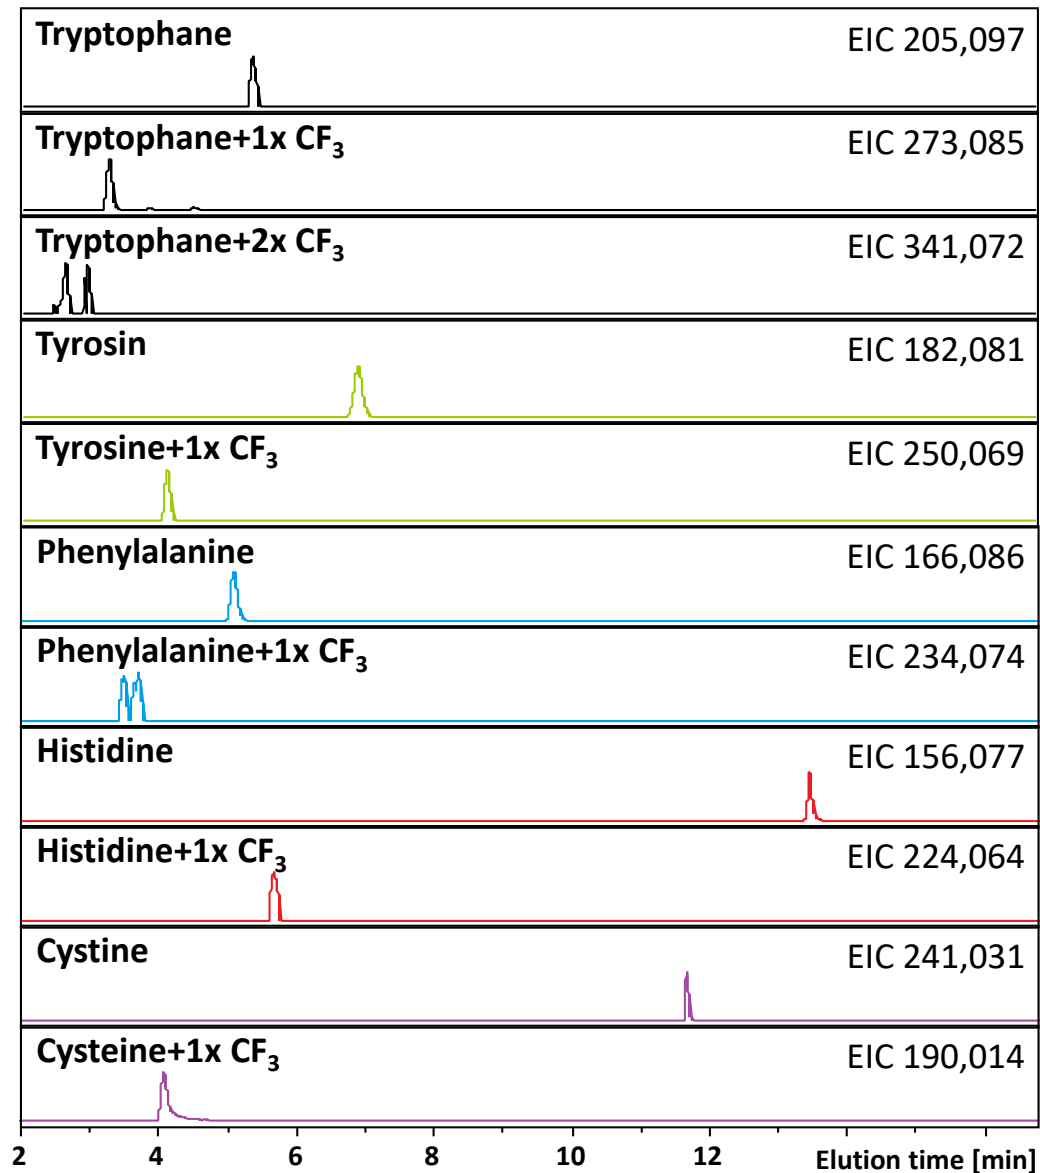 Tryptophane EIC 205,097
Tryptophane+1x CF₃ EIC 273,085
Tryptophane+2x CF₃ EIC 341,072
Tyrosin EIC 182,081
Tyrosine+1x CF₃ EIC 250,069
Phenylalanine EIC 166,086
Phenylalanine+1x CF₃ EIC 234,074
Histidine EIC 156,077
Histidine+1x CF₃ EIC 224,064
Cystine EIC 241,031
Cysteine+1x CF₃ EIC 190,014
2 4 6 8 10 12 Elution time [min]